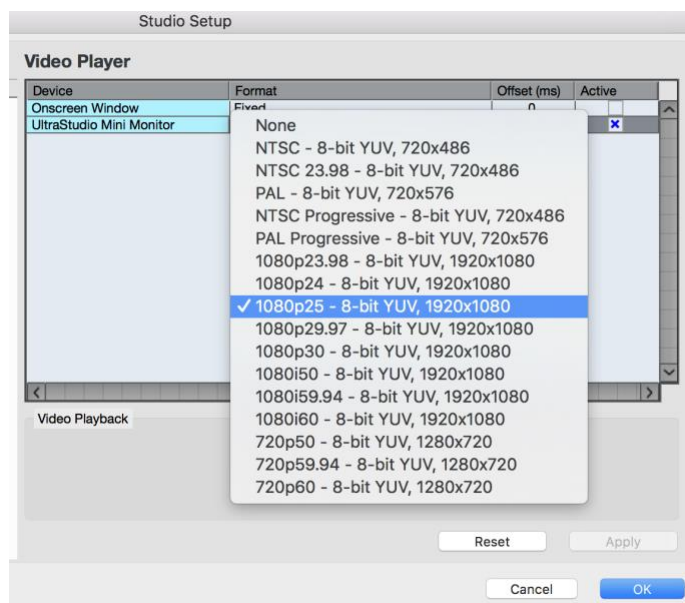 Studio Setup
Video Player
Device Format Offset (ms) Active
Onscreen Window Fixed 0
UltraStudio Mini Monitor
None
NTSC - 8-bit YUV, 720x486
NTSC 23.98 - 8-bit YUV, 720x486
PAL - 8-bit YUV, 720x576
NTSC Progressive - 8-bit YUV, 720x486
PAL Progressive - 8-bit YUV, 720x576
1080p23.98 - 8-bit YUV, 1920x1080
1080p24 - 8-bit YUV, 1920x1080
✓ 1080p25 - 8-bit YUV, 1920x1080
1080p29.97 - 8-bit YUV, 1920x1080
1080p30 - 8-bit YUV, 1920x1080
1080i50 - 8-bit YUV, 1920x1080
1080i59.94 - 8-bit YUV, 1920x1080
1080i60 - 8-bit YUV, 1920x1080
720p50 - 8-bit YUV, 1280x720
720p59.94 - 8-bit YUV, 1280x720
720p60 - 8-bit YUV, 1280x720
Video Playback
Reset Apply
Cancel OK